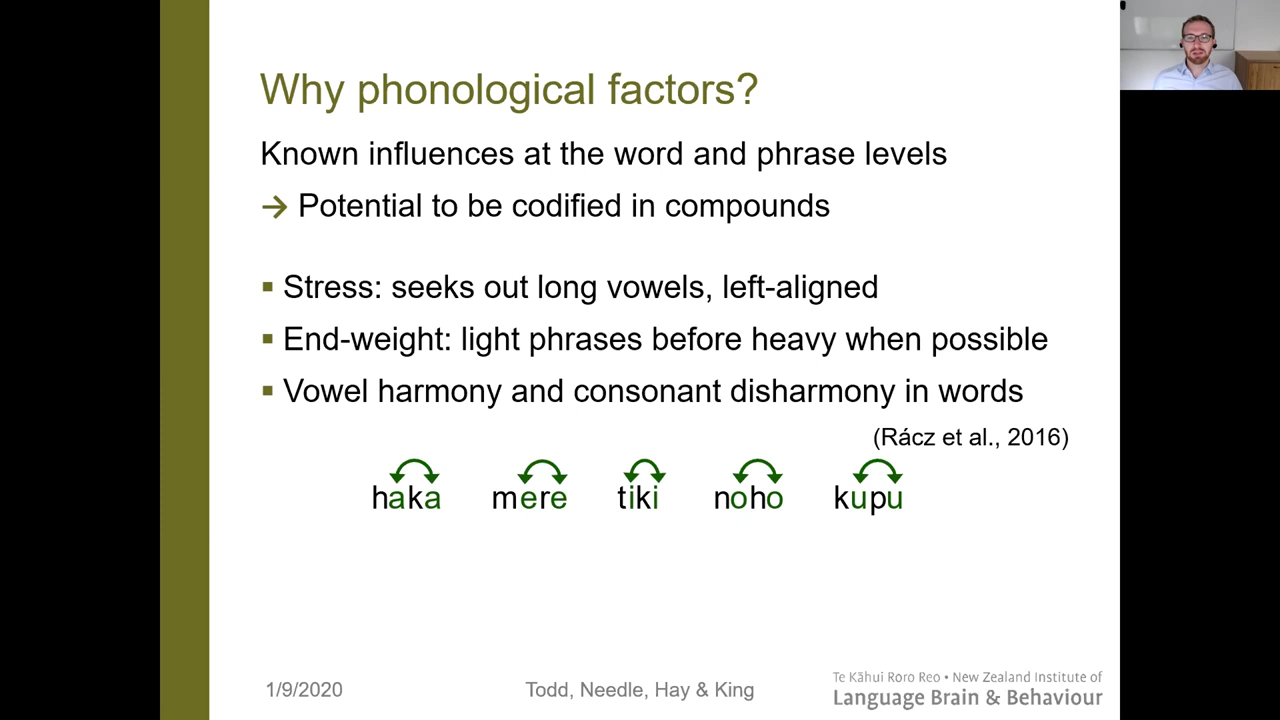 Why phonological factors?
Known influences at the word and phrase levels
→ Potential to be codified in compounds
▪ Stress: seeks out long vowels, left-aligned
▪ End-weight: light phrases before heavy when possible
▪ Vowel harmony and consonant disharmony in words
(Rácz et al., 2016)
haka mere tiki noho kupu
1/9/2020
Todd, Needle, Hay & King
Te Kāhui Roro Reo • New Zealand Institute of
Language Brain & Behaviour